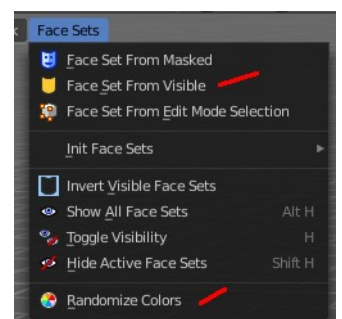 Face Sets
Face Set From Masked
Face Set From Visible
Face Set From Edit Mode Selection
Init Face Sets
Invert Visible Face Sets
Show All Face Sets Alt H
Toggle Visibility H
Hide Active Face Sets Shift H
Randomize Colors